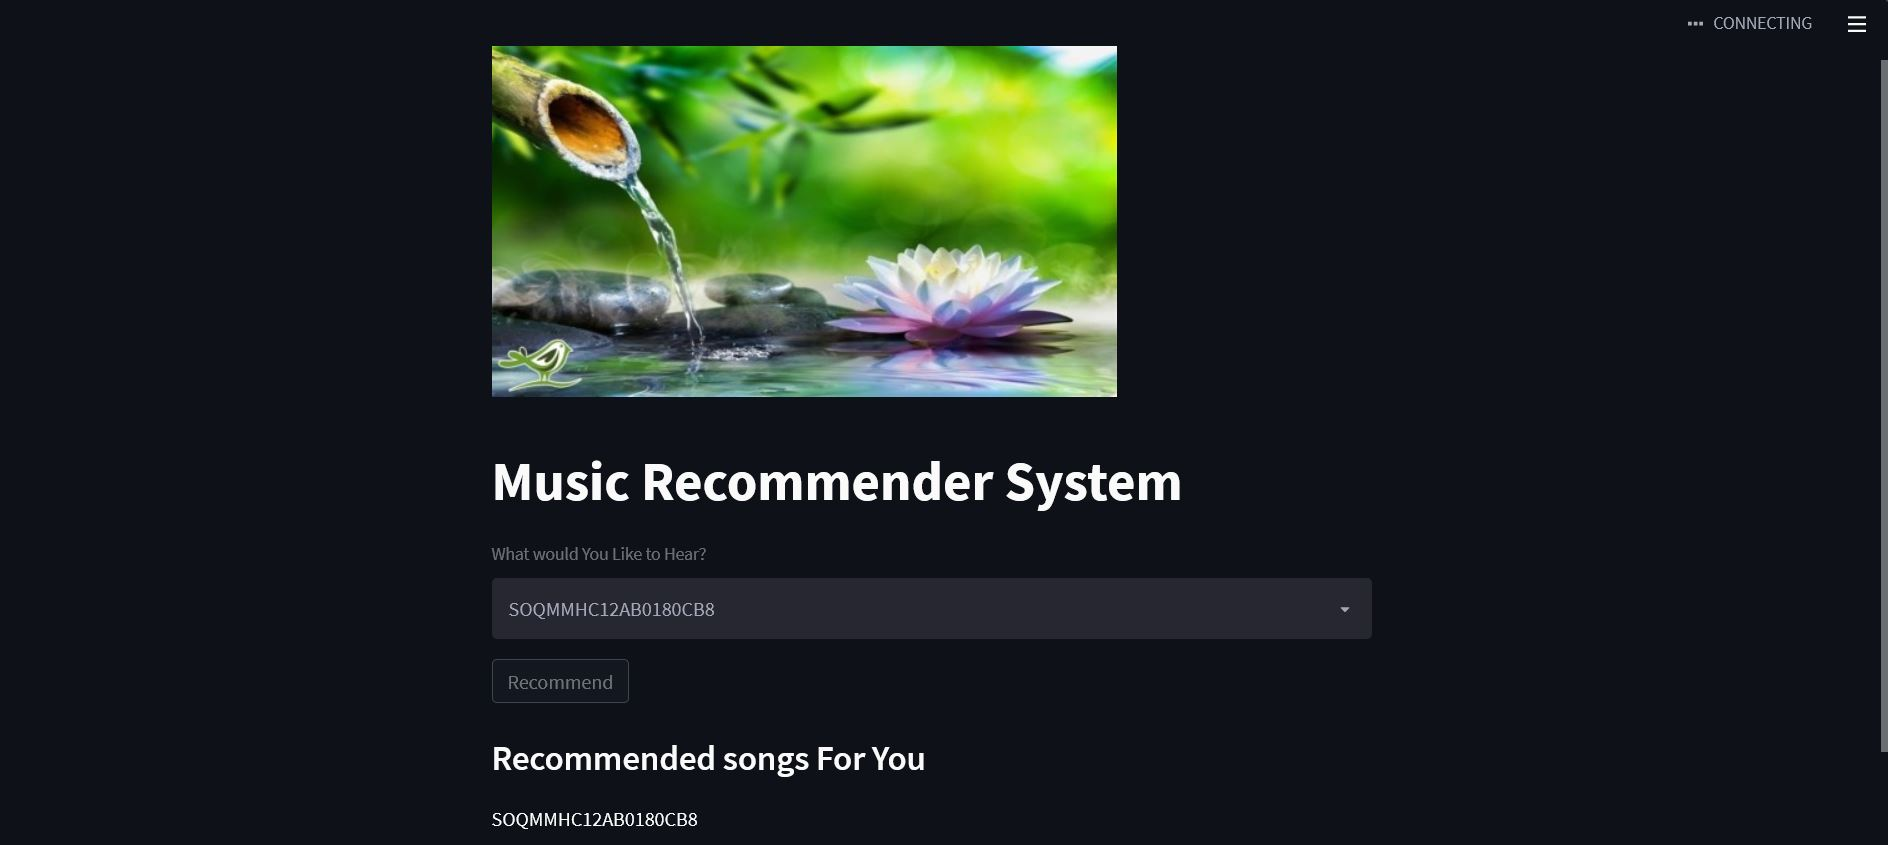 CONNECTING
Music Recommender System
What would You Like to Hear?
SOQMMHC12AB0180CB8
Recommend
Recommended songs For You
SOQMMHC12AB0180CB8